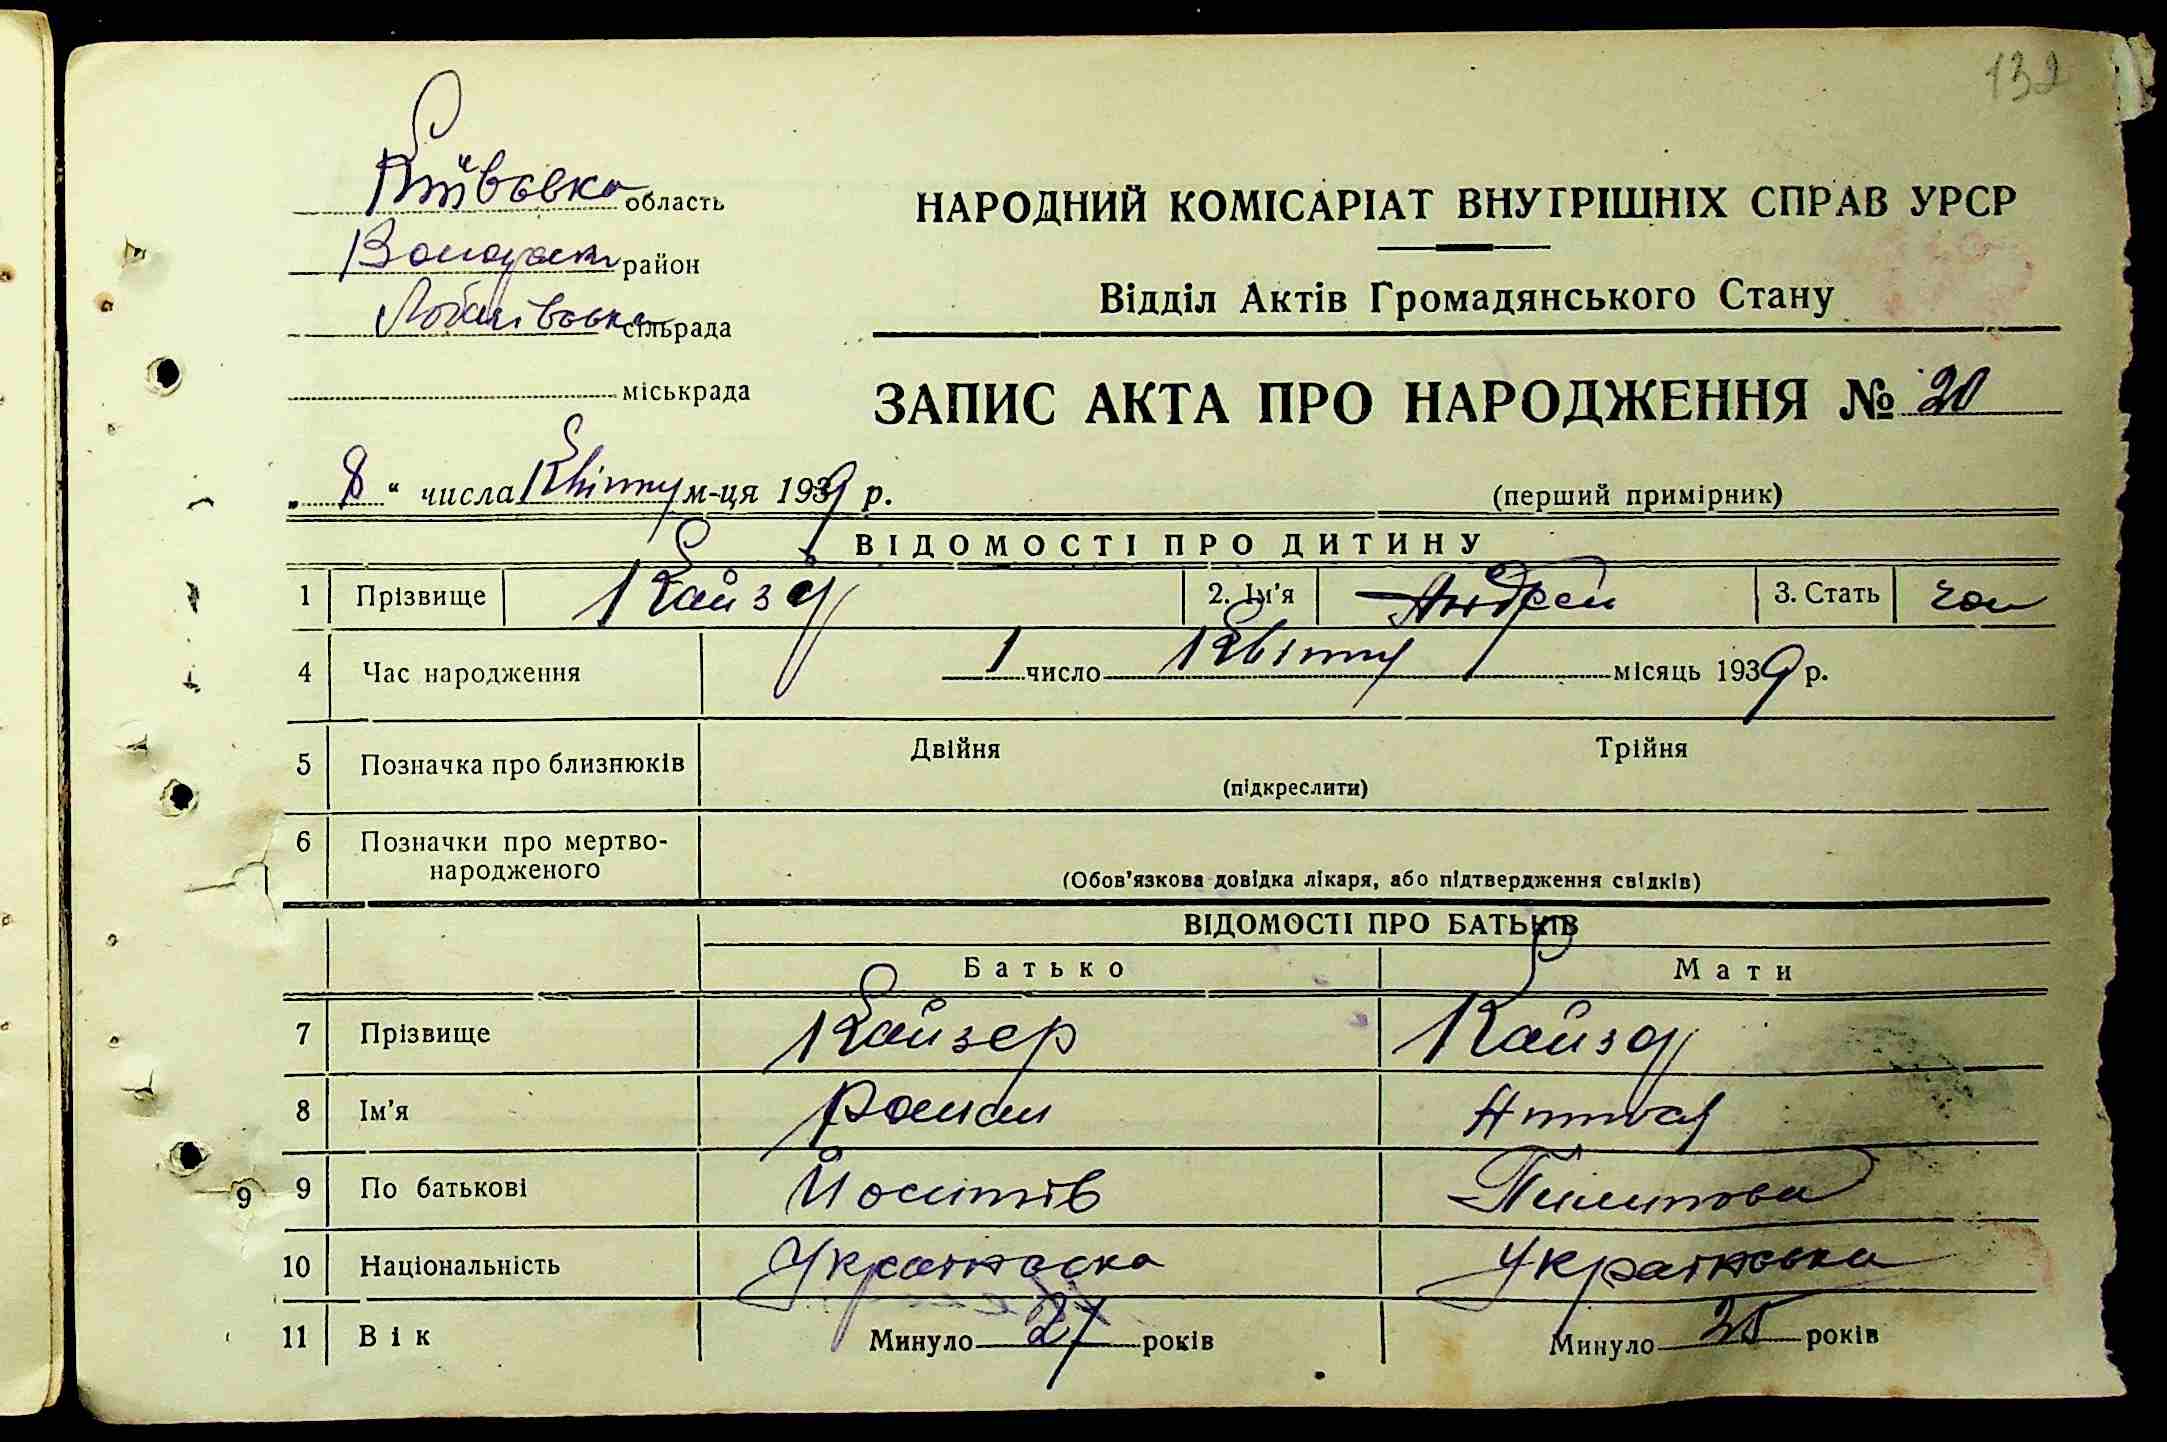 132
Київська область
район
сільрада
міськрада
НАРОДНИЙ КОМІСАРІАТ ВНУТРІШНІХ СПРАВ УРСР
Відділ Актів Громадянського Стану
ЗАПИС АКТА ПРО НАРОДЖЕННЯ № 20
„ 8 “ числа Квітня м-ця 1939 р.
(перший примірник)
ВІДОМОСТІ ПРО ДИТИНУ
1 Прізвище Кайзер 2. Ім'я Андрей 3. Стать чол
4 Час народження 1 число Квітня місяць 1939 р.
5 Позначка про близнюків Двійня Трійня
(підкреслити)
6 Позначки про мертво-
народженого
(Обов'язкова довідка лікаря, або підтвердження свідків)
ВІДОМОСТІ ПРО БАТЬКІВ
Батько Мати
7 Прізвище Кайзер Кайзер
8 Ім'я Роман
9 9 По батькові Йосипів Пилипова
10 Національність Українська Українська
11 Вік Минуло 27 років Минуло років